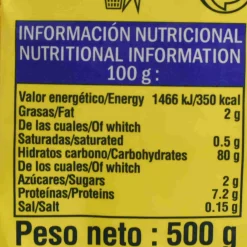 INFORMACIÓN NUTRICIONAL
NUTRITIONAL INFORMATION
100 g :
Valor energético/Energy 1466 kJ/350 kcal
Grasas/Fat 2 g
De las cuales/Of whitch
Saturadas/saturated 0.5 g
Hidratos carbono/Carbohydrates 80 g
De los cuales/Of whitch
Azúcares/Sugars 2 g
Proteínas/Proteins 7.2 g
Sal/Salt 0.15 g
Peso neto : 500 g